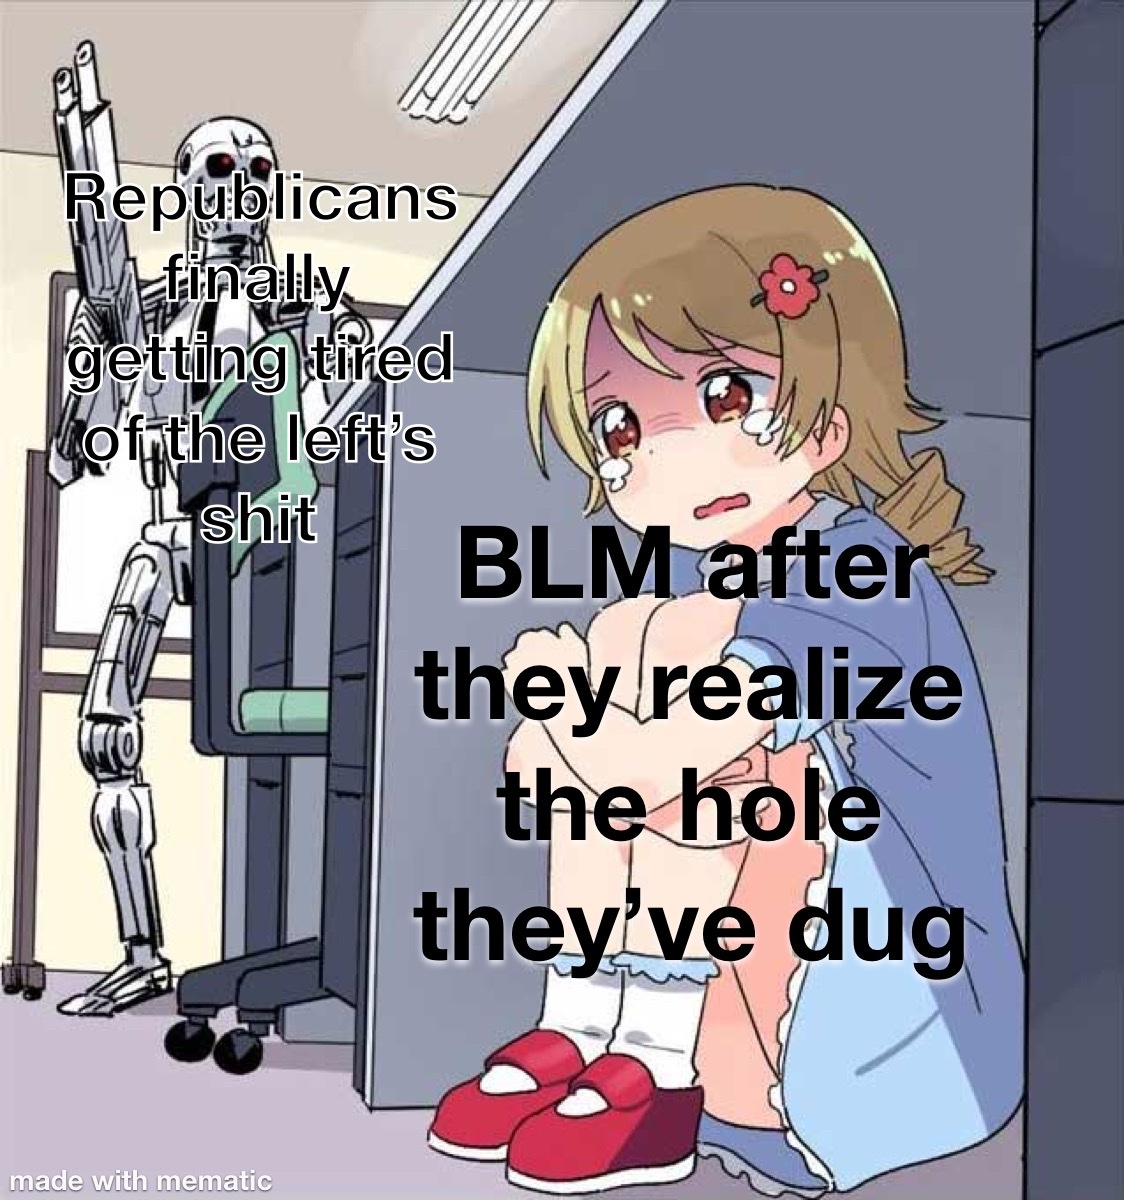 Republicans
finally
getting tired
of the left's
shit
BLM after
they realize
the hole
they've dug
made with mematic